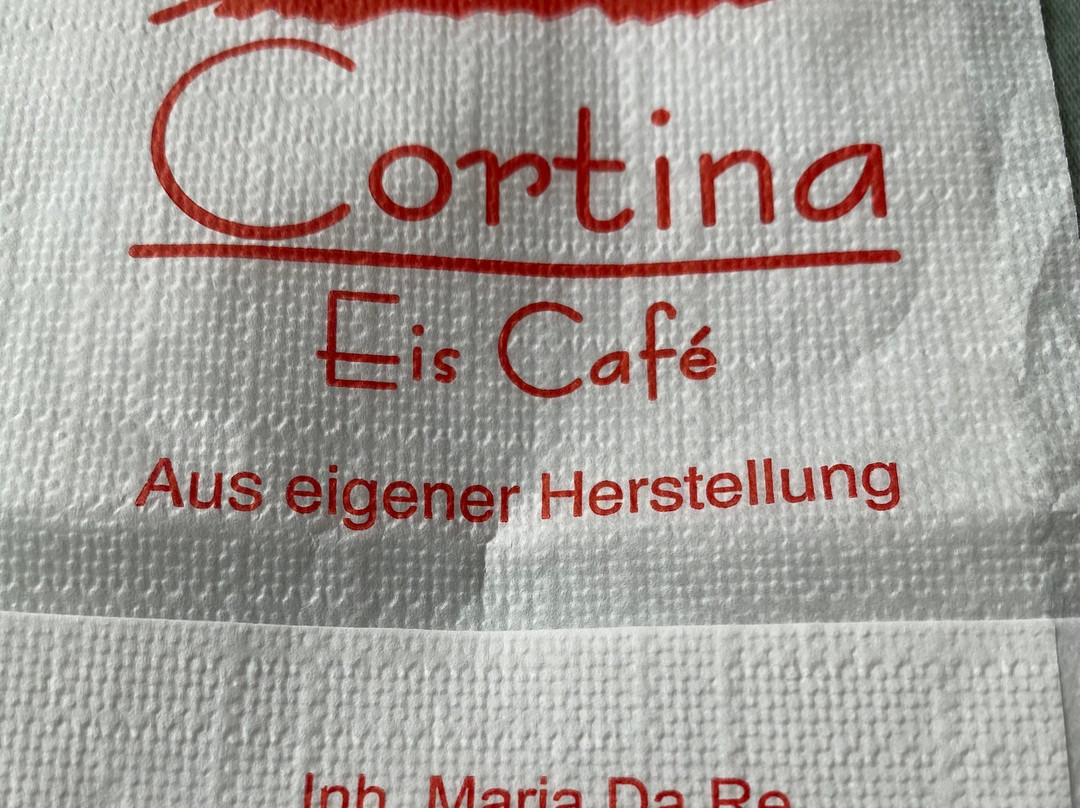 Cortina
Eis Café
Aus eigener Herstellung
Inh. Maria Da Re